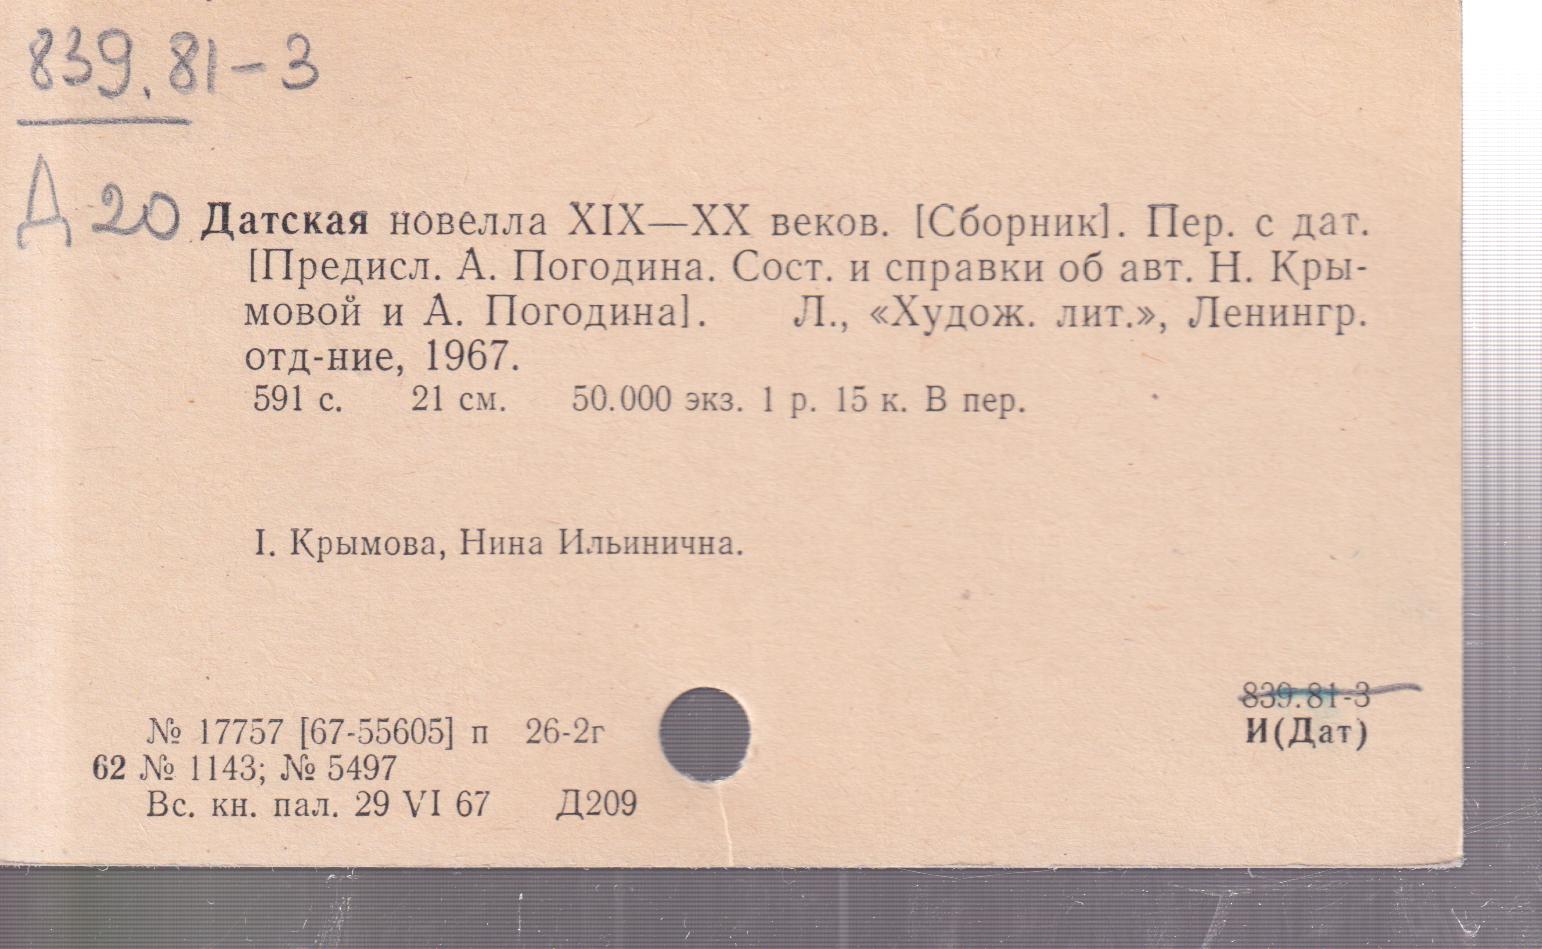 839.81-3
Д 20
Датская новелла XIX—XX веков. [Сборник]. Пер. с дат.
[Предисл. А. Погодина. Сост. и справки об авт. Н. Кры-
мовой и А. Погодина]. Л., «Худож. лит.», Ленингр.
отд-ние, 1967.
591 с. 21 см. 50.000 экз. 1 р. 15 к. В пер.
I. Крымова, Нина Ильинична.
839.81-3
И(Дат)
№ 17757 [67-55605] п 26-2г
62 № 1143; № 5497
Вс. кн. пал. 29 VI 67 Д209